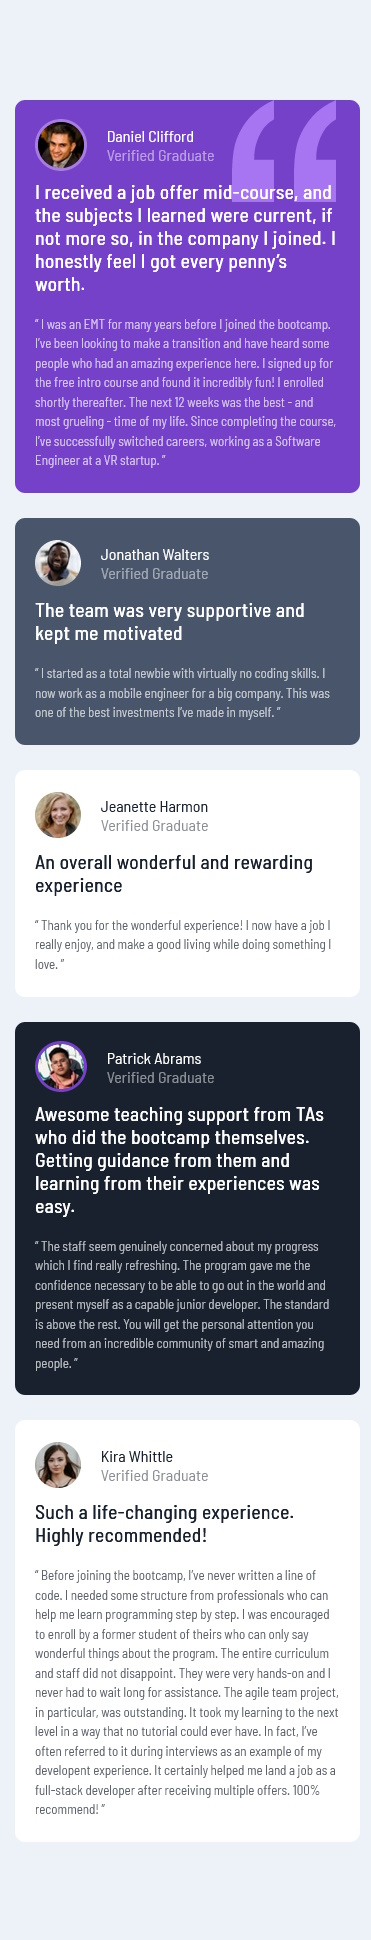 Daniel Clifford
Verified Graduate
I received a job offer mid-course, and
the subjects I learned were current, if
not more so, in the company I joined. I
honestly feel I got every penny’s
worth.
“ I was an EMT for many years before I joined the bootcamp.
I’ve been looking to make a transition and have heard some
people who had an amazing experience here. I signed up for
the free intro course and found it incredibly fun! I enrolled
shortly thereafter. The next 12 weeks was the best - and
most grueling - time of my life. Since completing the course,
I’ve successfully switched careers, working as a Software
Engineer at a VR startup. ”
Jonathan Walters
Verified Graduate
The team was very supportive and
kept me motivated
“ I started as a total newbie with virtually no coding skills. I
now work as a mobile engineer for a big company. This was
one of the best investments I’ve made in myself. ”
Jeanette Harmon
Verified Graduate
An overall wonderful and rewarding
experience
“ Thank you for the wonderful experience! I now have a job I
really enjoy, and make a good living while doing something I
love. ”
Patrick Abrams
Verified Graduate
Awesome teaching support from TAs
who did the bootcamp themselves.
Getting guidance from them and
learning from their experiences was
easy.
“ The staff seem genuinely concerned about my progress
which I find really refreshing. The program gave me the
confidence necessary to be able to go out in the world and
present myself as a capable junior developer. The standard
is above the rest. You will get the personal attention you
need from an incredible community of smart and amazing
people. ”
Kira Whittle
Verified Graduate
Such a life-changing experience.
Highly recommended!
“ Before joining the bootcamp, I’ve never written a line of
code. I needed some structure from professionals who can
help me learn programming step by step. I was encouraged
to enroll by a former student of theirs who can only say
wonderful things about the program. The entire curriculum
and staff did not disappoint. They were very hands-on and I
never had to wait long for assistance. The agile team project,
in particular, was outstanding. It took my learning to the next
level in a way that no tutorial could ever have. In fact, I’ve
often referred to it during interviews as an example of my
developent experience. It certainly helped me land a job as a
full-stack developer after receiving multiple offers. 100%
recommend! ”